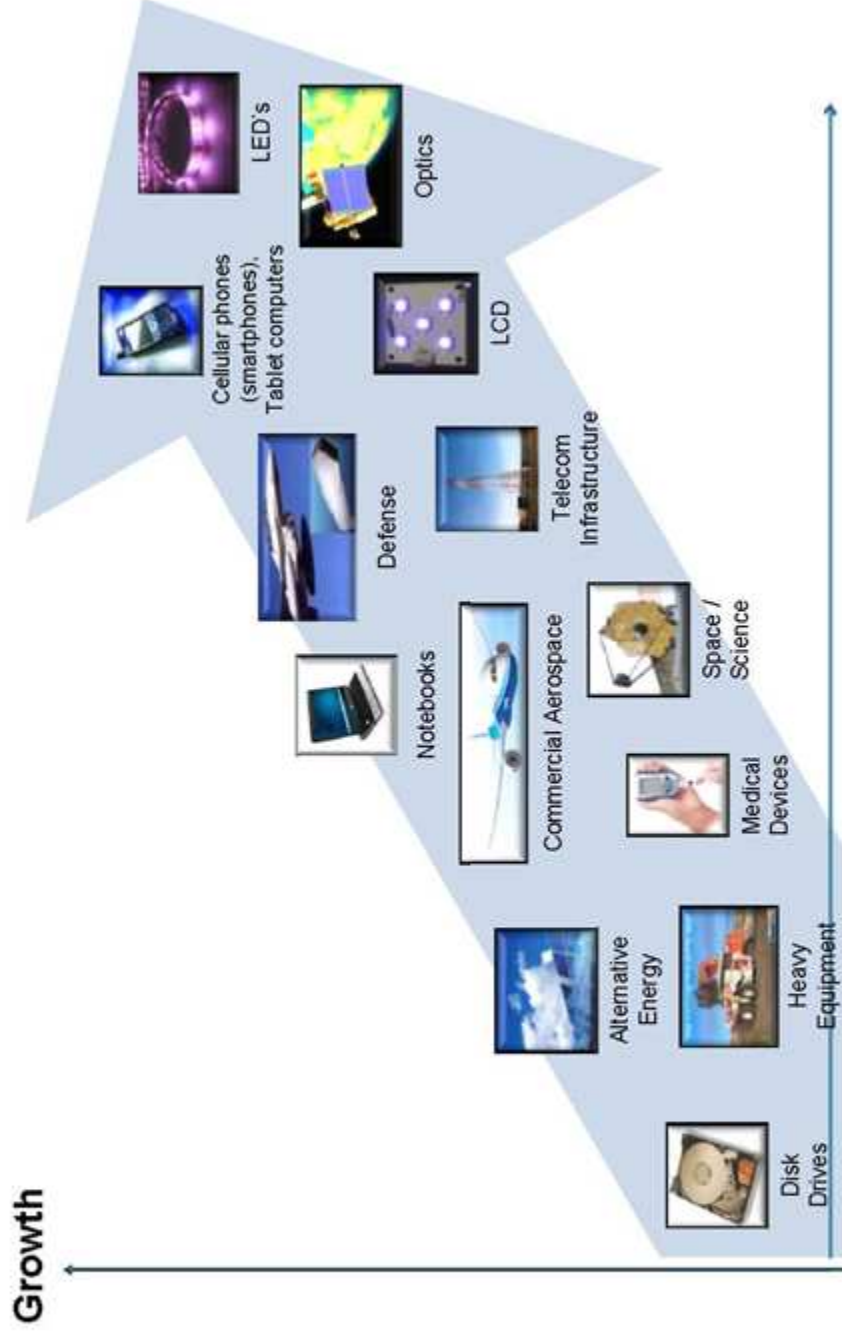 Growth
LED's
Optics
Cellular phones
(smartphones),
Tablet computers
LCD
Defense
Telecom
Infrastructure
Notebooks
Commercial Aerospace
Space /
Science
Medical
Devices
Alternative
Energy
Heavy
Equipment
Disk
Drives